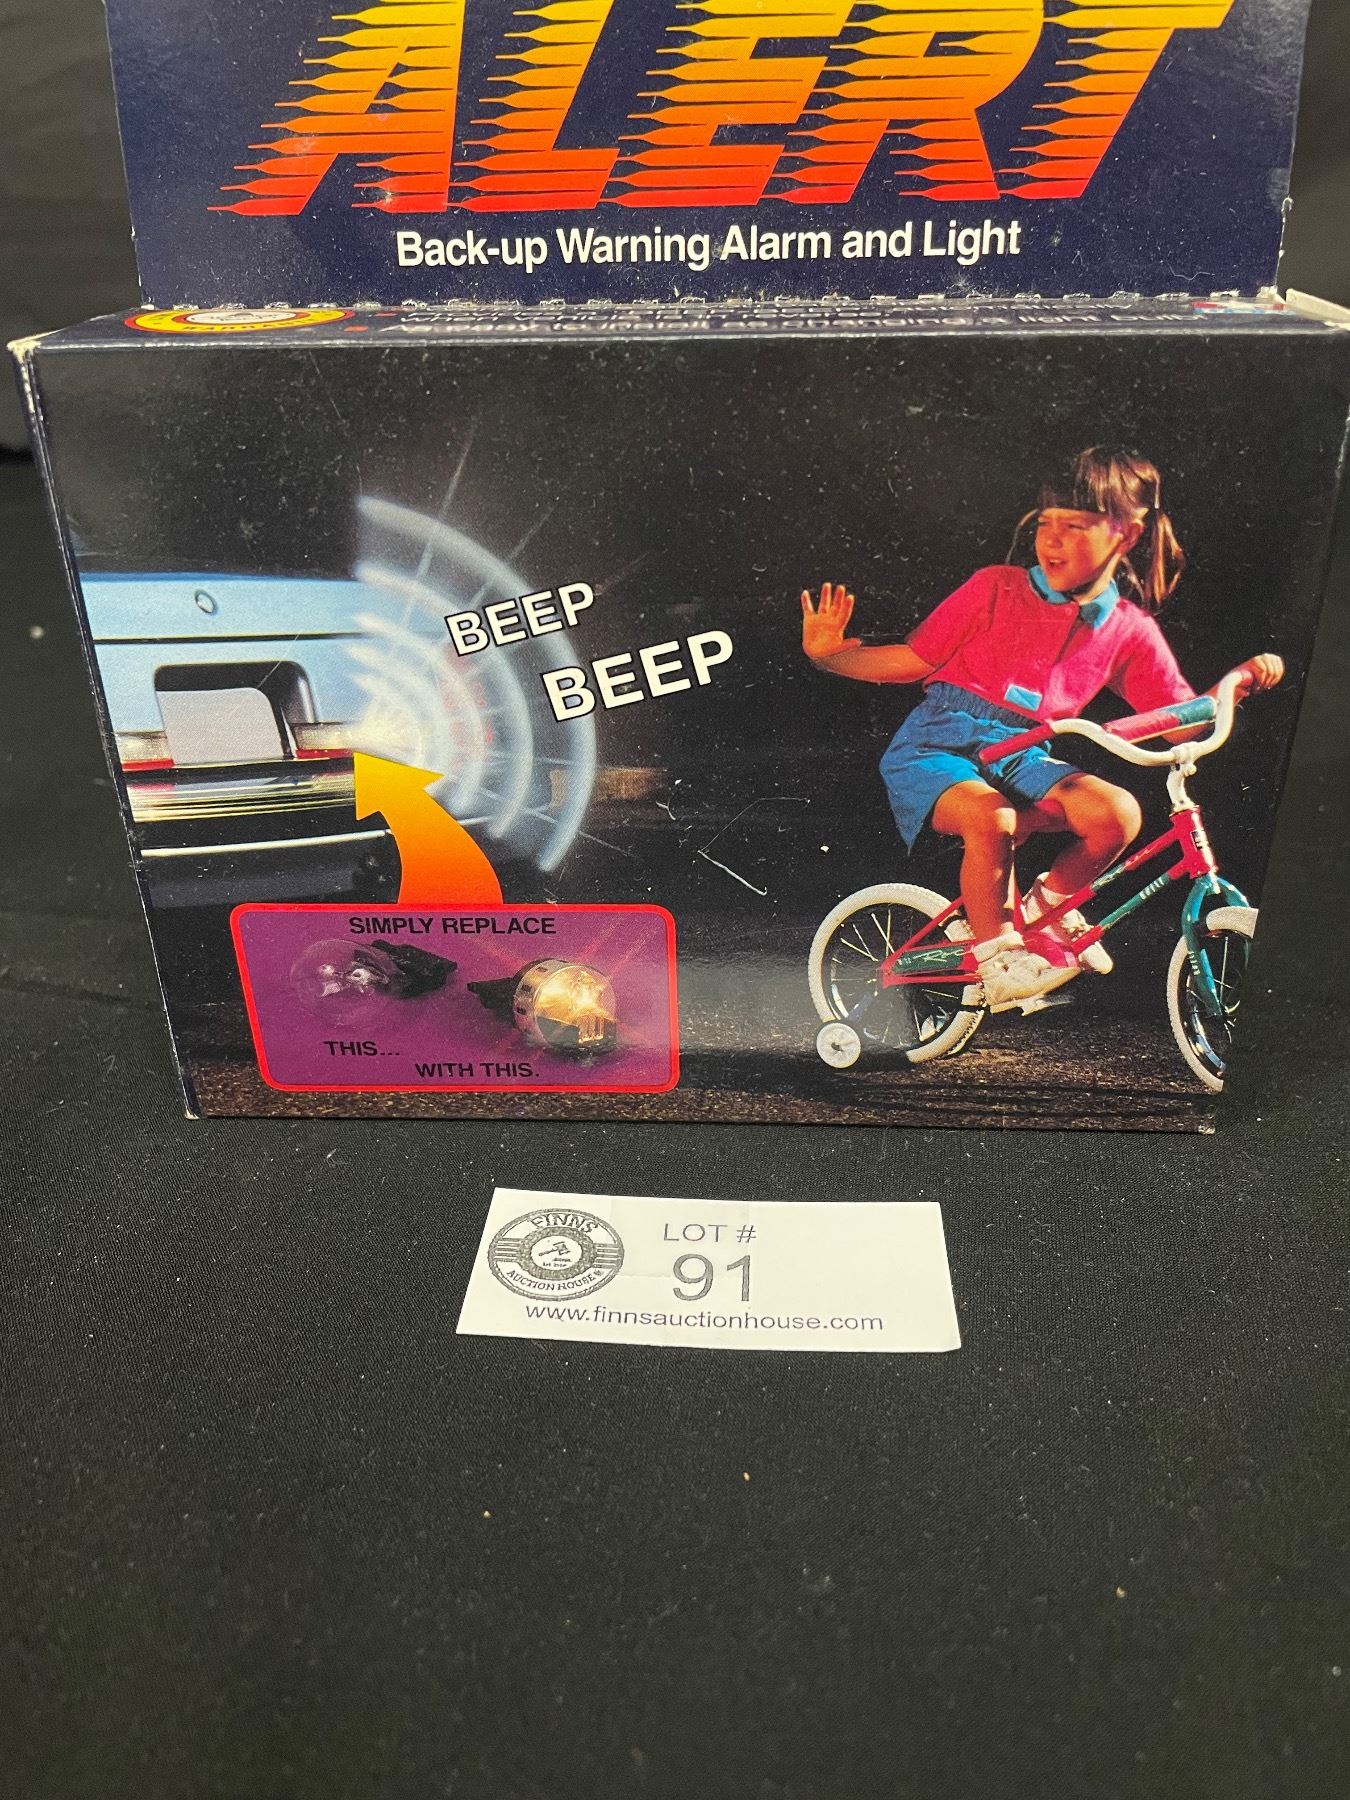 ALERT
Back-up Warning Alarm and Light
BEEP
BEEP
SIMPLY REPLACE
THIS...
WITH THIS.
FINNS
AUCTION HOUSE
LOT #
91
www.finnsauctionhouse.com